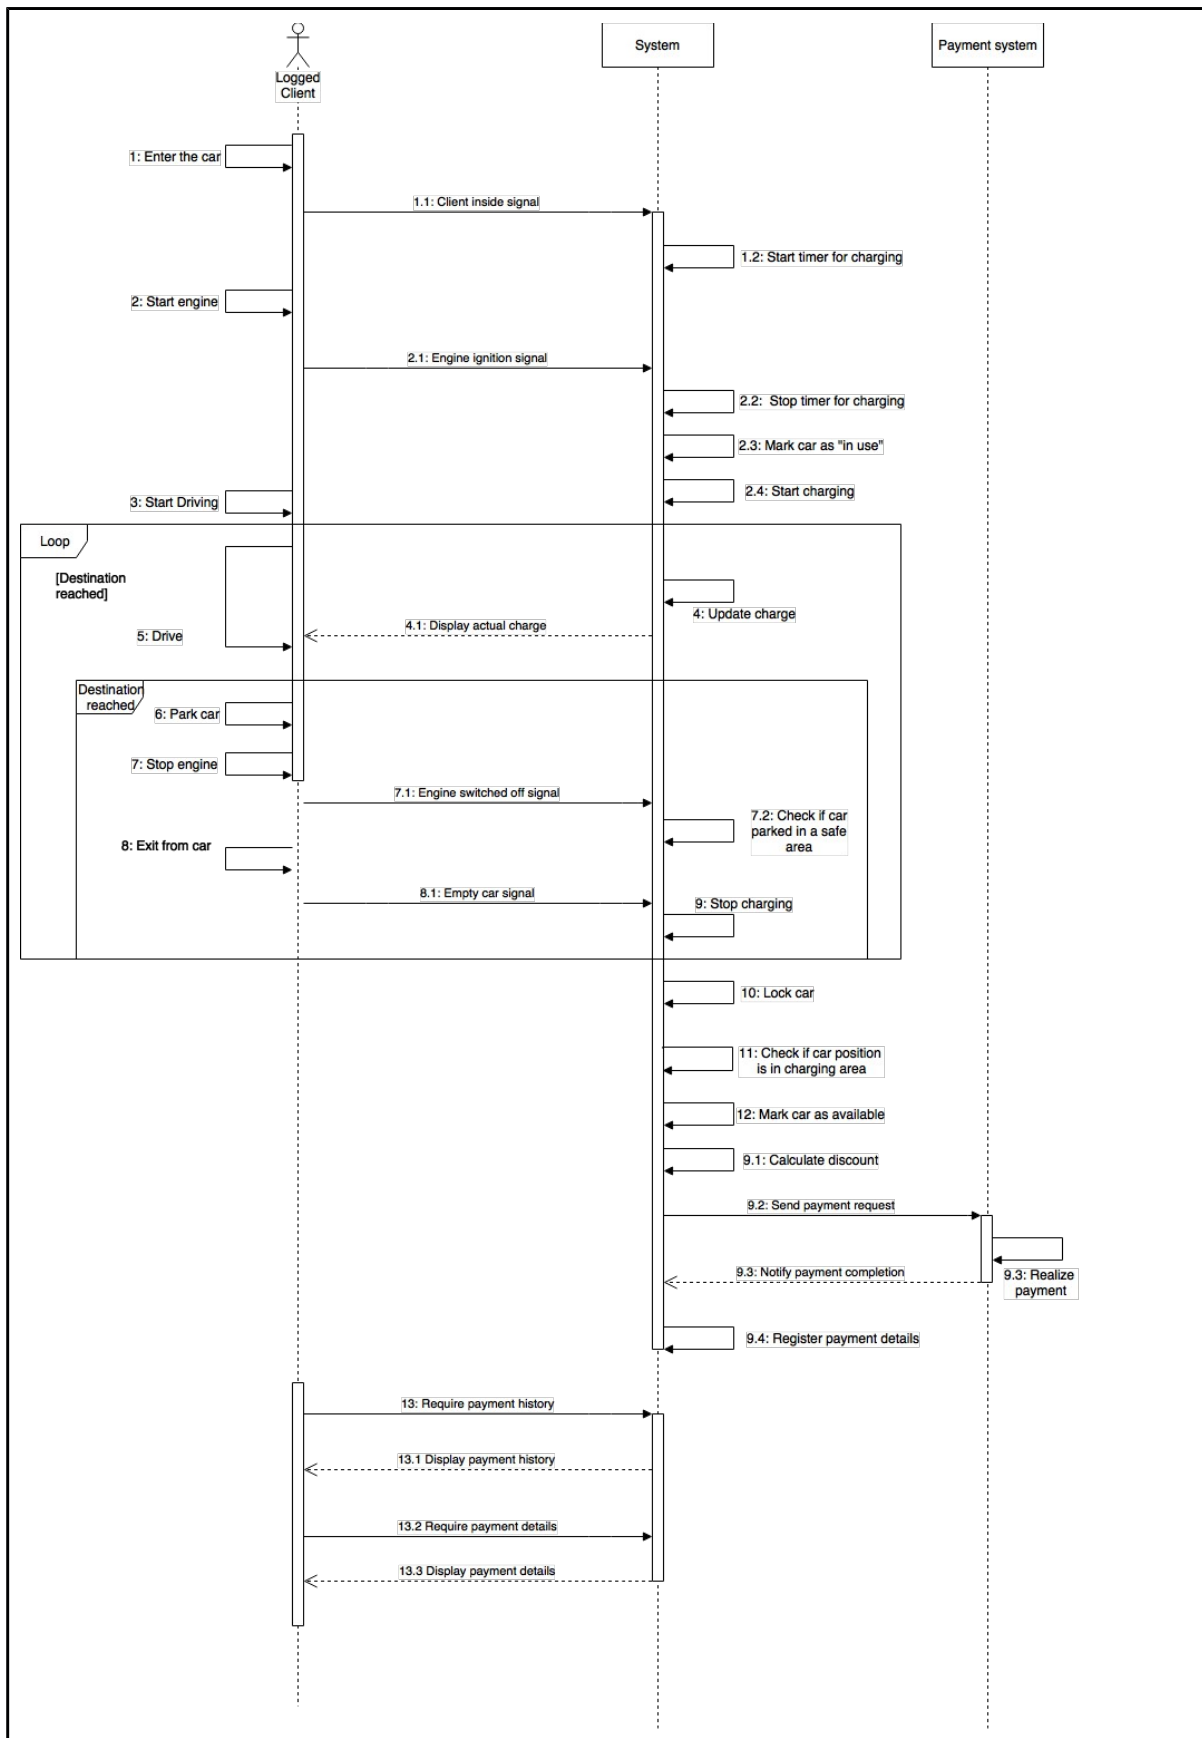 Logged
Client
System
Payment system
1: Enter the car
1.1: Client inside signal
1.2: Start timer for charging
2: Start engine
2.1: Engine ignition signal
2.2:  Stop timer for charging
2.3: Mark car as "in use"
2.4: Start charging
3: Start Driving
Loop
[Destination
reached]
4: Update charge
4.1: Display actual charge
5: Drive
Destination
reached
6: Park car
7: Stop engine
7.1: Engine switched off signal
7.2: Check if car
parked in a safe
area
8: Exit from car
8.1: Empty car signal
9: Stop charging
10: Lock car
11: Check if car position
is in charging area
12: Mark car as available
9.1: Calculate discount
9.2: Send payment request
9.3: Notify payment completion
9.3: Realize
payment
9.4: Register payment details
13: Require payment history
13.1 Display payment history
13.2 Require payment details
13.3 Display payment details